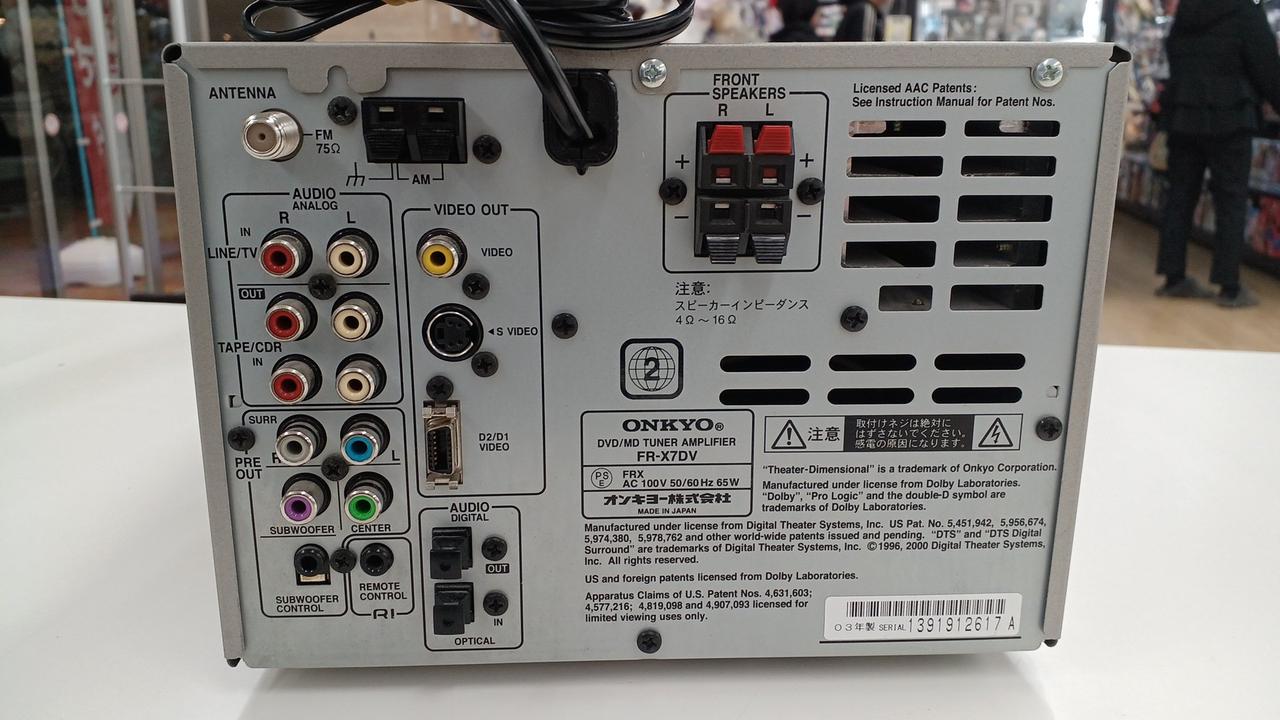 ANTENNA
FM
75Ω
AM
FRONT
SPEAKERS
R L
+ +
− −
Licensed AAC Patents:
See Instruction Manual for Patent Nos.
AUDIO
ANALOG
R L
IN
LINE/TV
OUT
TAPE/CDR
IN
VIDEO OUT
VIDEO
◄S VIDEO
D2/D1
VIDEO
注意:
スピーカーインピーダンス
4Ω～16Ω
2
SURR
R L
PRE
OUT
SUBWOOFER
CENTER
SUBWOOFER
CONTROL
REMOTE
CONTROL
RI
AUDIO
DIGITAL
OUT
IN
OPTICAL
ONKYO®
DVD/MD TUNER AMPLIFIER
FR-X7DV
PS
E
FRX
AC 100V 50/60Hz 65W
オンキヨー株式会社
MADE IN JAPAN
注意
取付けネジは絶対に
はずさないでください。
感電の原因になります。
“Theater-Dimensional” is a trademark of Onkyo Corporation.
Manufactured under license from Dolby Laboratories.
“Dolby”, “Pro Logic” and the double-D symbol are
trademarks of Dolby Laboratories.
Manufactured under license from Digital Theater Systems, Inc. US Pat. No. 5,451,942, 5,956,674,
5,974,380, 5,978,762 and other world-wide patents issued and pending. “DTS” and “DTS Digital
Surround” are trademarks of Digital Theater Systems, Inc. ©1996, 2000 Digital Theater Systems,
Inc. All rights reserved.
US and foreign patents licensed from Dolby Laboratories.
Apparatus Claims of U.S. Patent Nos. 4,631,603;
4,577,216; 4,819,098 and 4,907,093 licensed for
limited viewing uses only.
03年製 SERIAL 1391912617 A